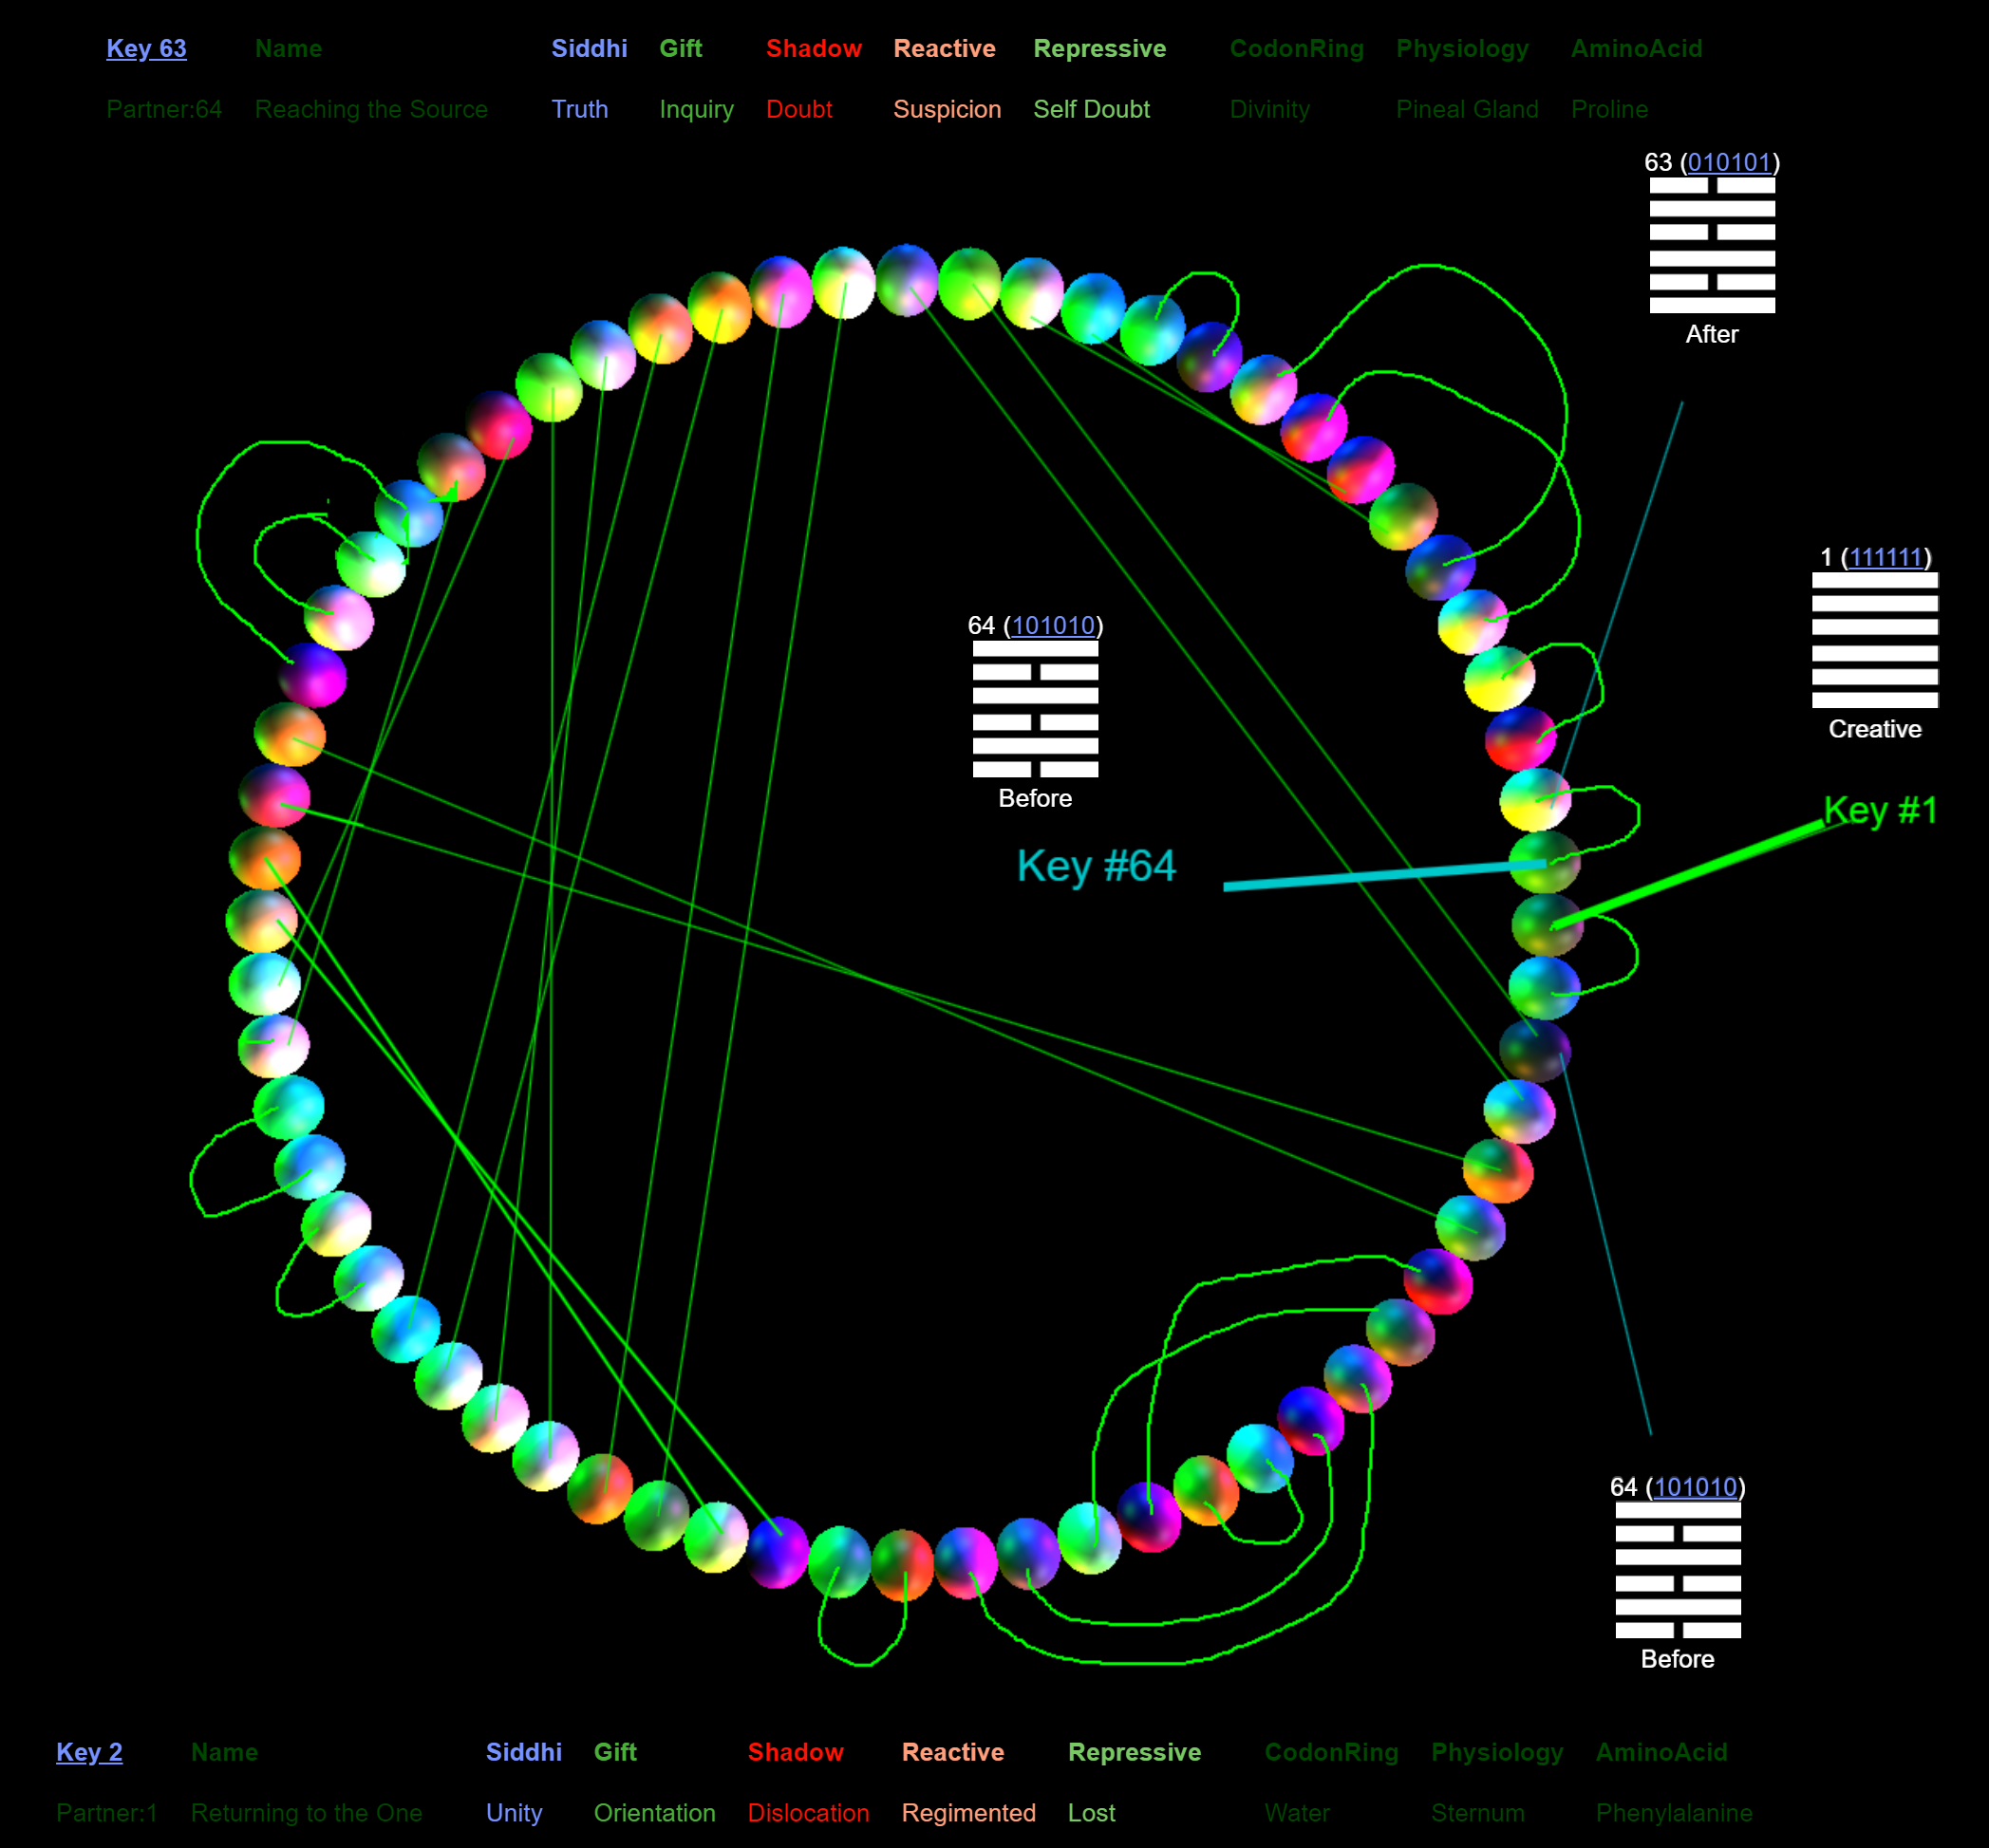 Key 63 Name Siddhi Gift Shadow Reactive Repressive CodonRing Physiology AminoAcid
Partner:64 Reaching the Source Truth Inquiry Doubt Suspicion Self Doubt Divinity Pineal Gland Proline
63 (010101)
After
1 (111111)
Creative
64 (101010)
Before
Key #1
Key #64
64 (101010)
Before
Key 2 Name Siddhi Gift Shadow Reactive Repressive CodonRing Physiology AminoAcid
Partner:1 Returning to the One Unity Orientation Dislocation Regimented Lost Water Sternum Phenylalanine